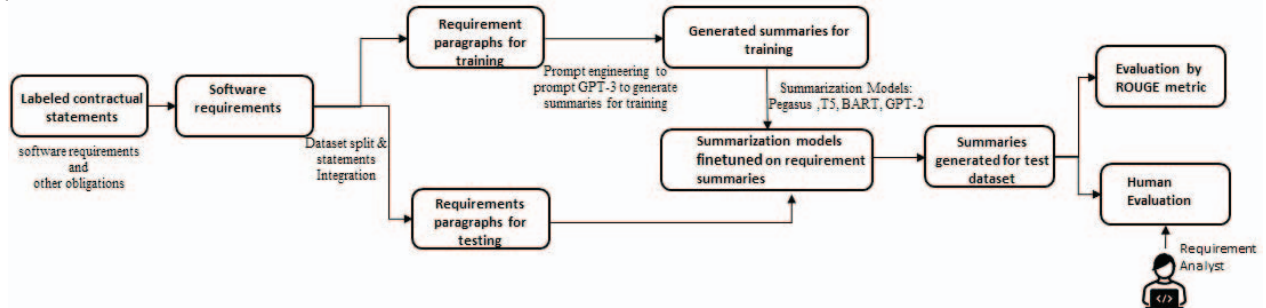 Labeled contractual
statements
software requirements
and
other obligations
Software
requirements
Dataset split &
statements
Integration
Requirement
paragraphs for
training
Prompt engineering to
prompt GPT-3 to generate
summaries for training
Generated summaries for
training
Summarization Models:
Pegasus ,T5, BART, GPT-2
Requirements
paragraphs for
testing
Summarization models
finetuned on requirement
summaries
Summaries
generated for test
dataset
Evaluation by
ROUGE metric
Human
Evaluation
Requirement
Analyst
</>